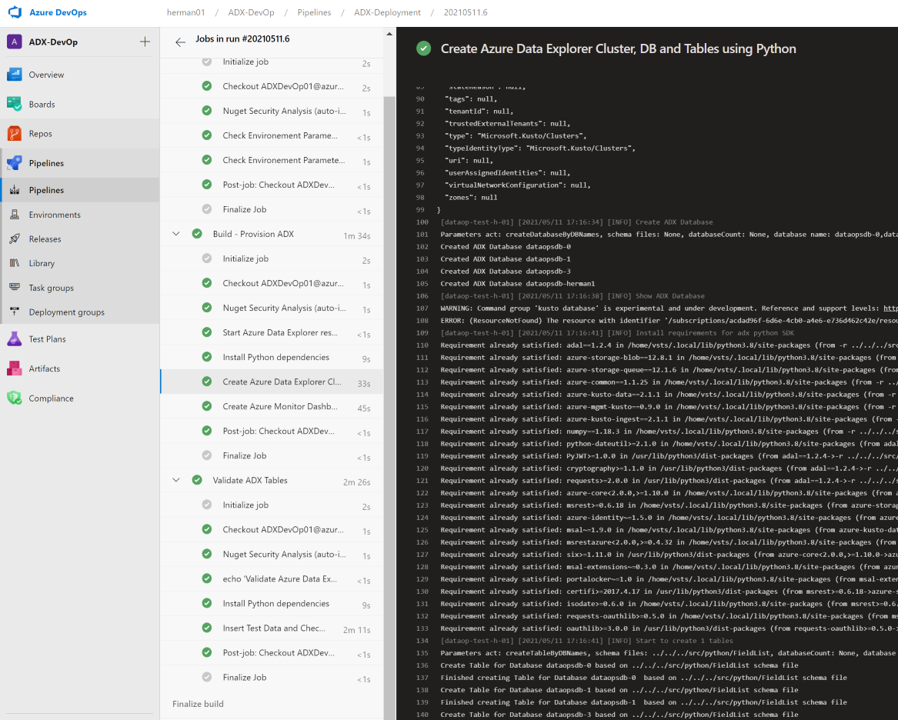 Azure DevOps
herman01 / ADX-DevOp / Pipelines / ADX-Deployment / 20210511.6
A ADX-DevOp +
Overview
Boards
Repos
Pipelines
Pipelines
Environments
Releases
Library
Task groups
Deployment groups
Test Plans
Artifacts
Compliance
Jobs in run #20210511.6
Initialize job 2s
Checkout ADXDevOp01@azur... 1s
Nuget Security Analysis (auto-i... 1s
Check Environement Parame... <1s
Check Environement Paramete... 1s
Post-job: Checkout ADXDev... <1s
Finalize Job <1s
Build - Provision ADX 1m 34s
Initialize job 2s
Checkout ADXDevOp01@azur... 1s
Nuget Security Analysis (auto-i... <1s
Start Azure Data Explorer res... <1s
Install Python dependencies 9s
Create Azure Data Explorer Cl... 33s
Create Azure Monitor Dashb... 45s
Post-job: Checkout ADXDev... <1s
Finalize Job <1s
Validate ADX Tables 2m 26s
Initialize job 2s
Checkout ADXDevOp01@azur... 1s
Nuget Security Analysis (auto-i... 1s
echo 'Validate Azure Data Ex... <1s
Install Python dependencies 9s
Insert Test Data and Chec... 2m 11s
Post-job: Checkout ADXDev... <1s
Finalize Job <1s
Finalize build
Create Azure Data Explorer Cluster, DB and Tables using Python
89 "stateReason": null,
90 "tags": null,
91 "tenantId": null,
92 "trustedExternalTenants": null,
93 "type": "Microsoft.Kusto/Clusters",
94 "typeIdentityType": "Microsoft.Kusto/Clusters",
95 "uri": null,
96 "userAssignedIdentities": null,
97 "virtualNetworkConfiguration": null,
98 "zones": null
99 }
100 [dataop-test-h-01] [2021/05/11 17:16:34] [INFO] Create ADX Database
101 Parameters act: createDatabaseByDBNames, schema files: None, databaseCount: None, database name: dataopsdb-0,data
102 Created ADX Database dataopsdb-0
103 Created ADX Database dataopsdb-1
104 Created ADX Database dataopsdb-3
105 Created ADX Database dataopsdb-herman1
106 [dataop-test-h-01] [2021/05/11 17:16:38] [INFO] Show ADX Database
107 WARNING: Command group 'kusto database' is experimental and under development. Reference and support levels: htt
108 ERROR: (ResourceNotFound) The resource with identifier '/subscriptions/acdad96f-6d6e-4cb0-a4e6-e736d462c42e/reso
109 [dataop-test-h-01] [2021/05/11 17:16:41] [INFO] Install requirements for adx python SDK
110 Requirement already satisfied: adal==1.2.4 in /home/vsts/.local/lib/python3.8/site-packages (from -r ../../../src
111 Requirement already satisfied: azure-storage-blob==12.8.1 in /home/vsts/.local/lib/python3.8/site-packages (from
112 Requirement already satisfied: azure-storage-queue==12.1.6 in /home/vsts/.local/lib/python3.8/site-packages (from
113 Requirement already satisfied: azure-common==1.1.25 in /home/vsts/.local/lib/python3.8/site-packages (from -r ../
114 Requirement already satisfied: azure-kusto-data==2.1.1 in /home/vsts/.local/lib/python3.8/site-packages (from -r
115 Requirement already satisfied: azure-mgmt-kusto==0.9.0 in /home/vsts/.local/lib/python3.8/site-packages (from -r
116 Requirement already satisfied: azure-kusto-ingest==2.1.1 in /home/vsts/.local/lib/python3.8/site-packages (from -
117 Requirement already satisfied: numpy==1.18.3 in /home/vsts/.local/lib/python3.8/site-packages (from -r ../../../s
118 Requirement already satisfied: python-dateutil>=2.1.0 in /home/vsts/.local/lib/python3.8/site-packages (from adal
119 Requirement already satisfied: PyJWT>=1.0.0 in /usr/lib/python3/dist-packages (from adal==1.2.4->-r ../../../src/
120 Requirement already satisfied: cryptography>=1.1.0 in /usr/lib/python3/dist-packages (from adal==1.2.4->-r ../../
121 Requirement already satisfied: requests>=2.0.0 in /usr/lib/python3/dist-packages (from adal==1.2.4->-r ../../../s
122 Requirement already satisfied: azure-core<2.0.0,>=1.10.0 in /home/vsts/.local/lib/python3.8/site-packages (from a
123 Requirement already satisfied: msrest>=0.6.18 in /home/vsts/.local/lib/python3.8/site-packages (from azure-storag
124 Requirement already satisfied: azure-identity~=1.5.0 in /home/vsts/.local/lib/python3.8/site-packages (from azure
125 Requirement already satisfied: msal~=1.9.0 in /home/vsts/.local/lib/python3.8/site-packages (from azure-kusto-dat
126 Requirement already satisfied: msrestazure<2.0.0,>=0.4.32 in /home/vsts/.local/lib/python3.8/site-packages (from
127 Requirement already satisfied: six>=1.11.0 in /usr/lib/python3/dist-packages (from azure-core<2.0.0,>=1.10.0->azu
128 Requirement already satisfied: msal-extensions~=0.3.0 in /home/vsts/.local/lib/python3.8/site-packages (from azur
129 Requirement already satisfied: portalocker~=1.0 in /home/vsts/.local/lib/python3.8/site-packages (from msal-exten
130 Requirement already satisfied: certifi>=2017.4.17 in /usr/lib/python3/dist-packages (from msrest>=0.6.18->azure-s
131 Requirement already satisfied: isodate>=0.6.0 in /home/vsts/.local/lib/python3.8/site-packages (from msrest>=0.6.
132 Requirement already satisfied: requests-oauthlib>=0.5.0 in /home/vsts/.local/lib/python3.8/site-packages (from ms
133 Requirement already satisfied: oauthlib>=3.0.0 in /usr/lib/python3/dist-packages (from requests-oauthlib>=0.5.0->
134 [dataop-test-h-01] [2021/05/11 17:16:41] [INFO] Start to create 1 tables
135 Parameters act: createTableByDBNames, schema files: ../../../src/python/FieldList, databaseCount: None, database
136 Create Table for Database dataopsdb-0 based on ../../../src/python/FieldList schema file
137 Finished creating Table for Database dataopsdb-0 based on ../../../src/python/FieldList schema file
138 Create Table for Database dataopsdb-1 based on ../../../src/python/FieldList schema file
139 Finished creating Table for Database dataopsdb-1 based on ../../../src/python/FieldList schema file
140 Create Table for Database dataopsdb-3 based on ../../../src/python/FieldList schema file